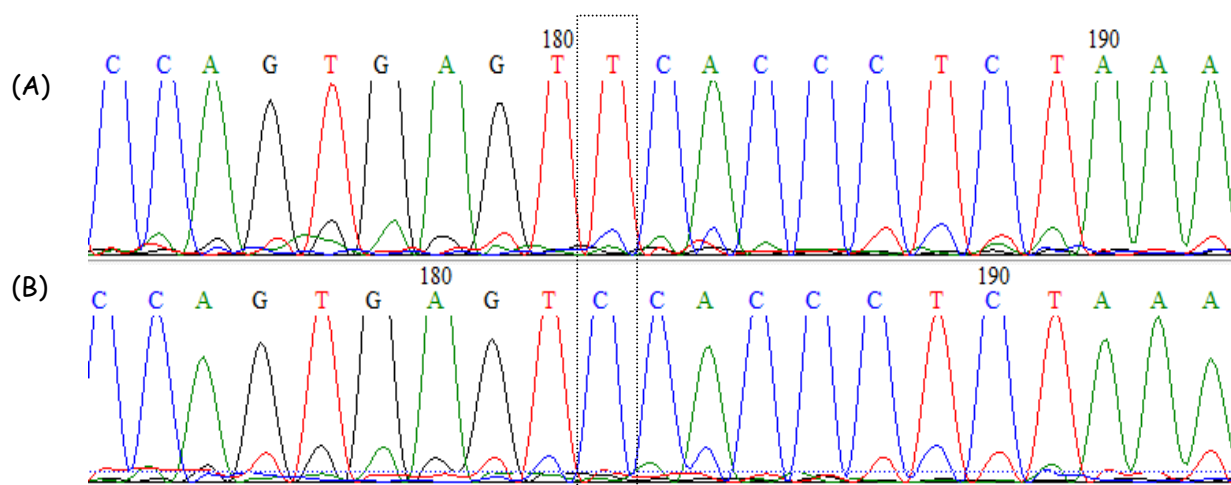 180 190
(A) C C A G T G A G T T C A C C C T C T A A A
(B) 180 190
C C A G T G A G T C C A C C C T C T A A A